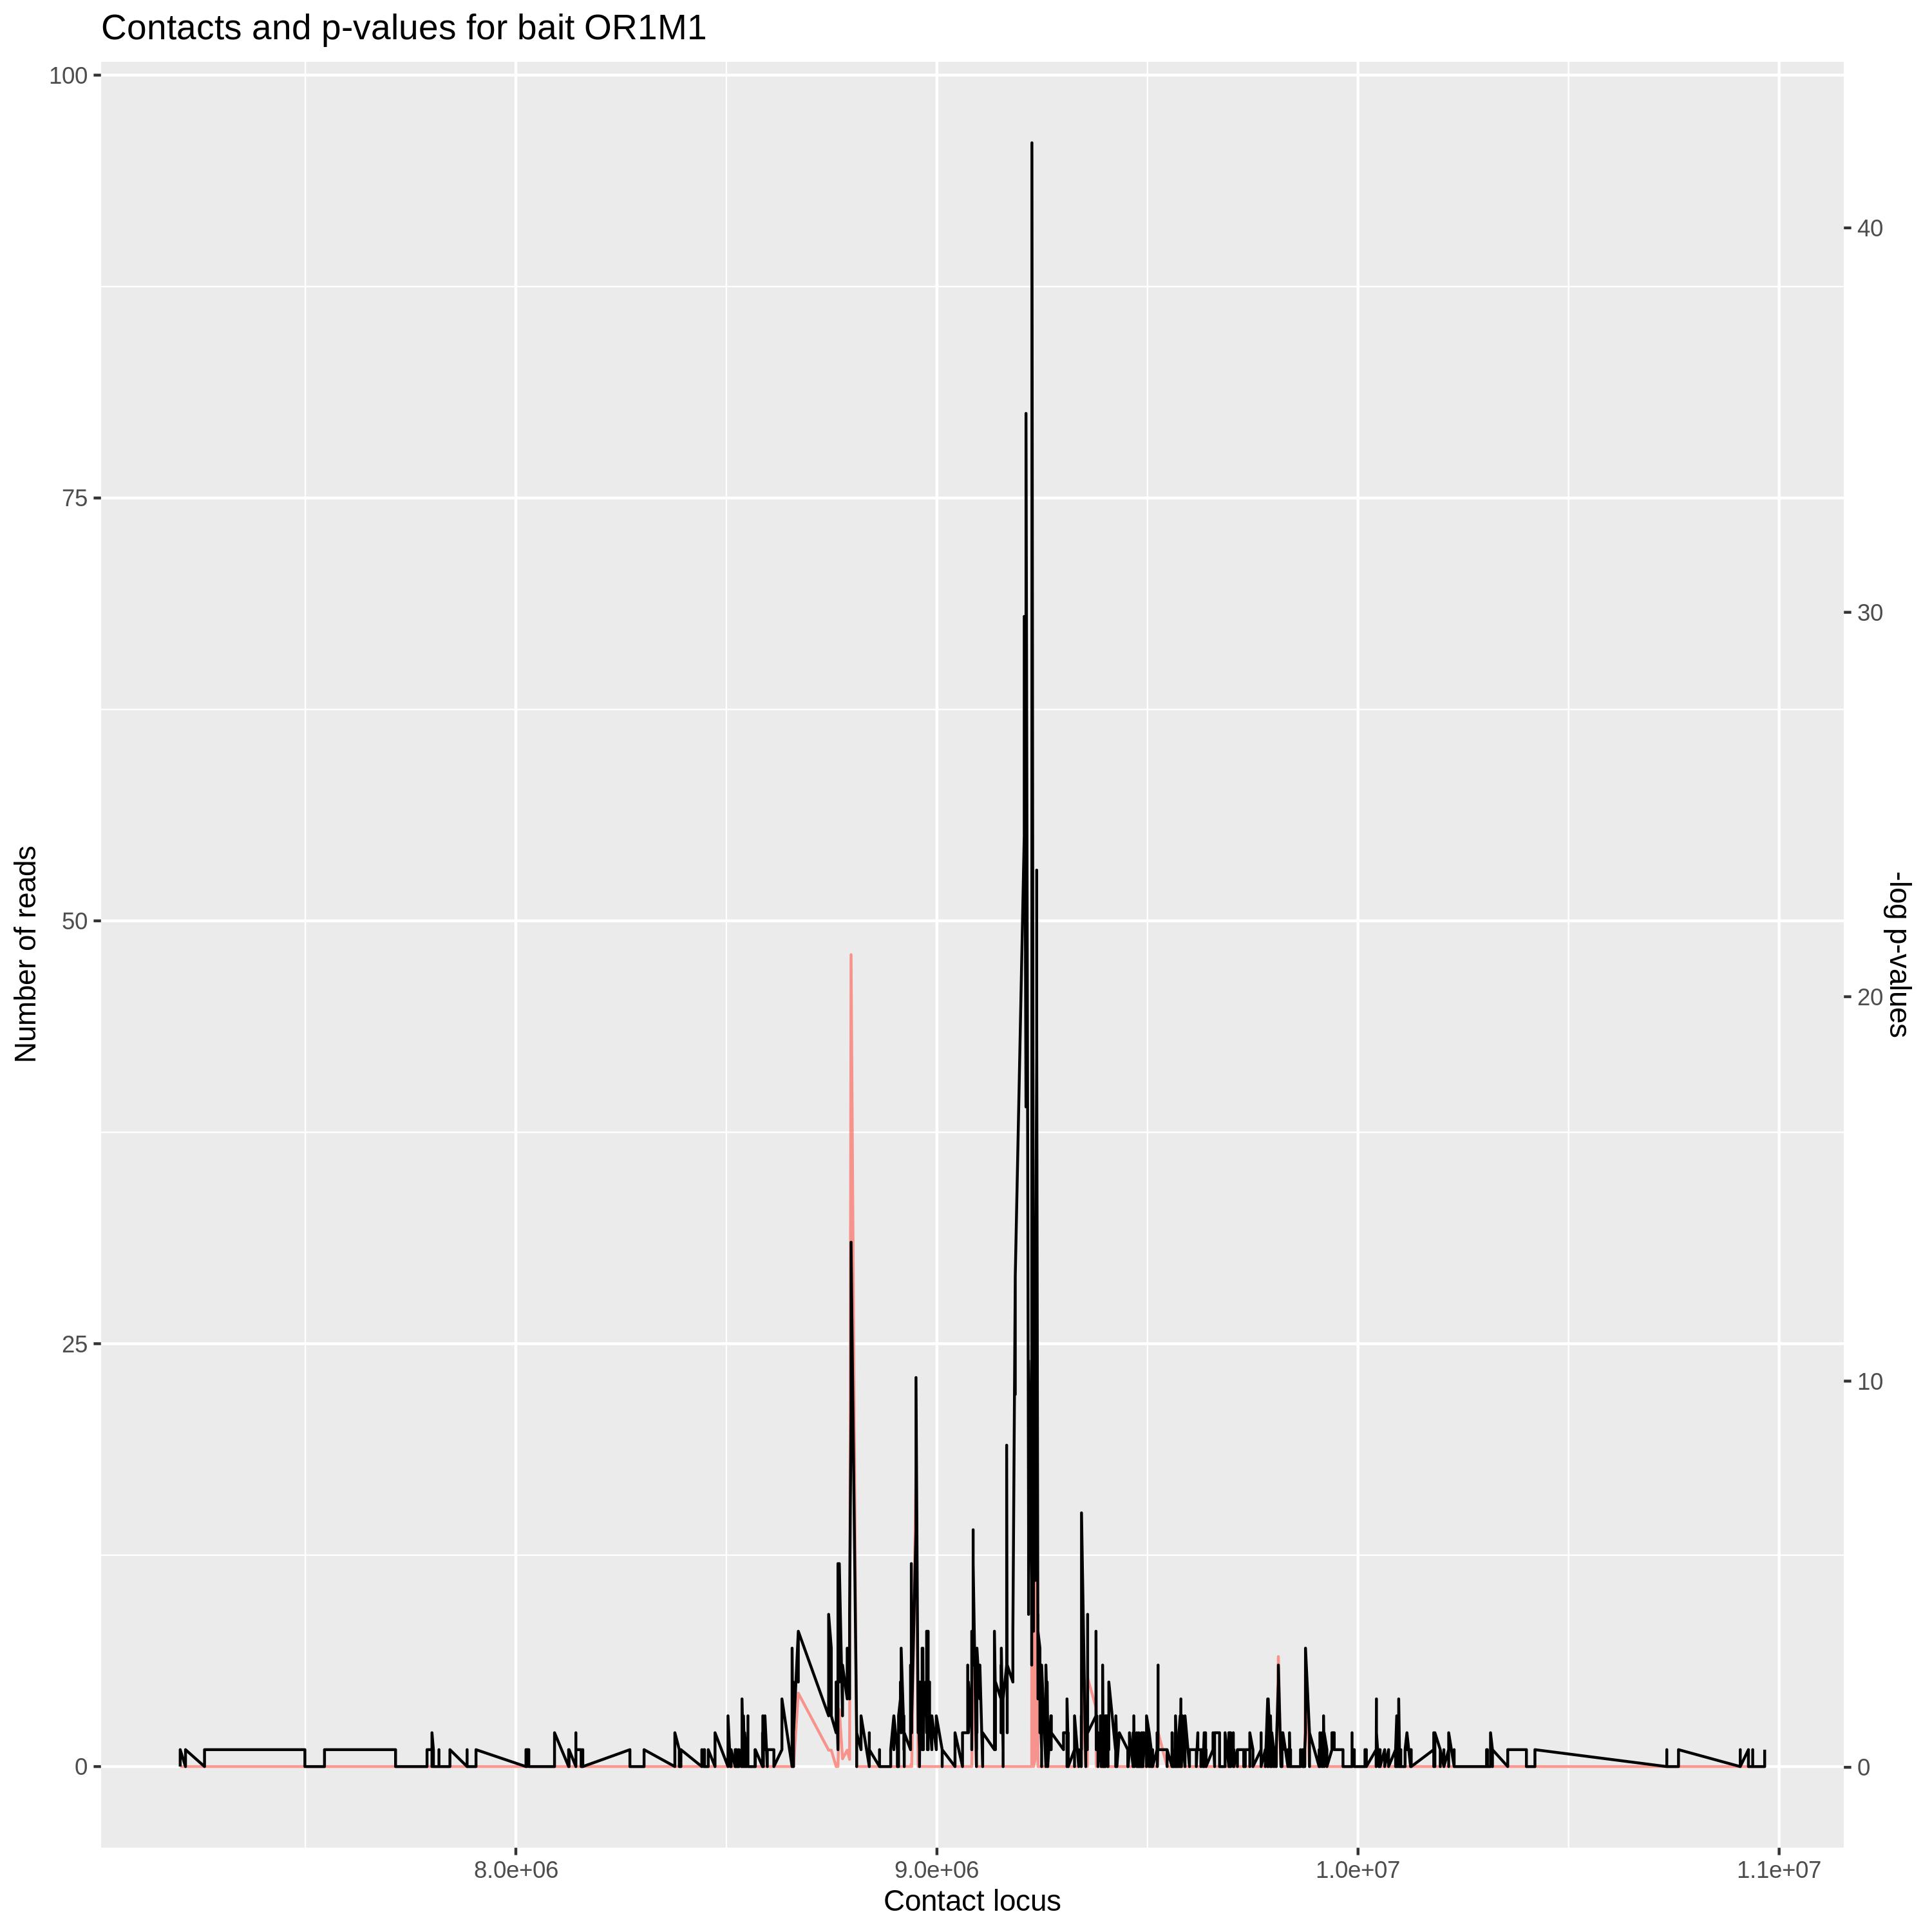 Contacts and p-values for bait OR1M1
100
75
50
25
0
Number of reads
40
30
20
10
0
-log p-values
8.0e+06
9.0e+06
1.0e+07
1.1e+07
Contact locus